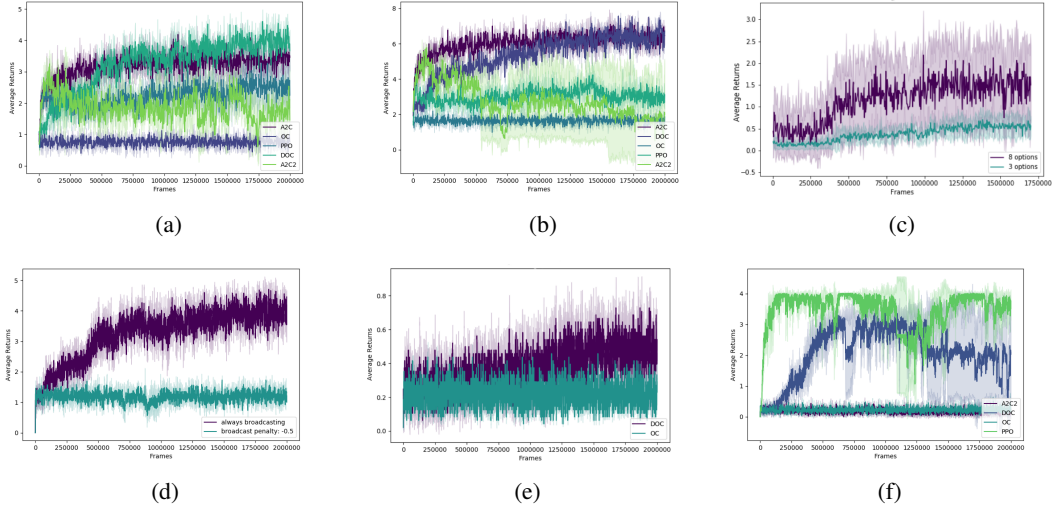 5
4
3
2
1
0
Average Returns
0 250000 500000 750000 1000000 1250000 1500000 1750000 2000000
Frames
A2C
OC
PPO
DOC
A2C2
(a)
8
6
4
2
0
Average Returns
0 250000 500000 750000 1000000 1250000 1500000 1750000 2000000
Frames
A2C
DOC
OC
PPO
A2C2
(b)
3.0
2.5
2.0
1.5
1.0
0.5
0.0
−0.5
Average Returns
0 250000 500000 750000 1000000 1250000 1500000 1750000
Frames
8 options
3 options
(c)
5
4
3
2
1
0
Average Returns
0 250000 500000 750000 1000000 1250000 1500000 1750000 2000000
Frames
always broadcasting
broadcast penalty: -0.5
(d)
0.8
0.6
0.4
0.2
0.0
Average Returns
0 250000 500000 750000 1000000 1250000 1500000 1750000 2000000
Frames
DOC
OC
(e)
4
3
2
1
0
Average Returns
0 250000 500000 750000 1000000 1250000 1500000 1750000 2000000
Frames
A2C2
DOC
OC
PPO
(f)